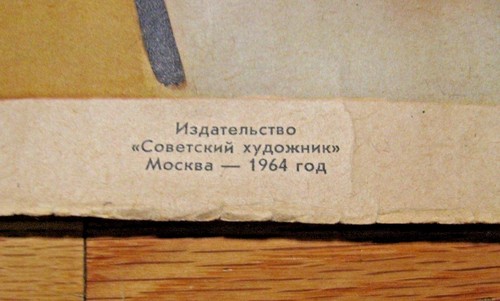 Издательство
«Советский художник»
Москва — 1964 год